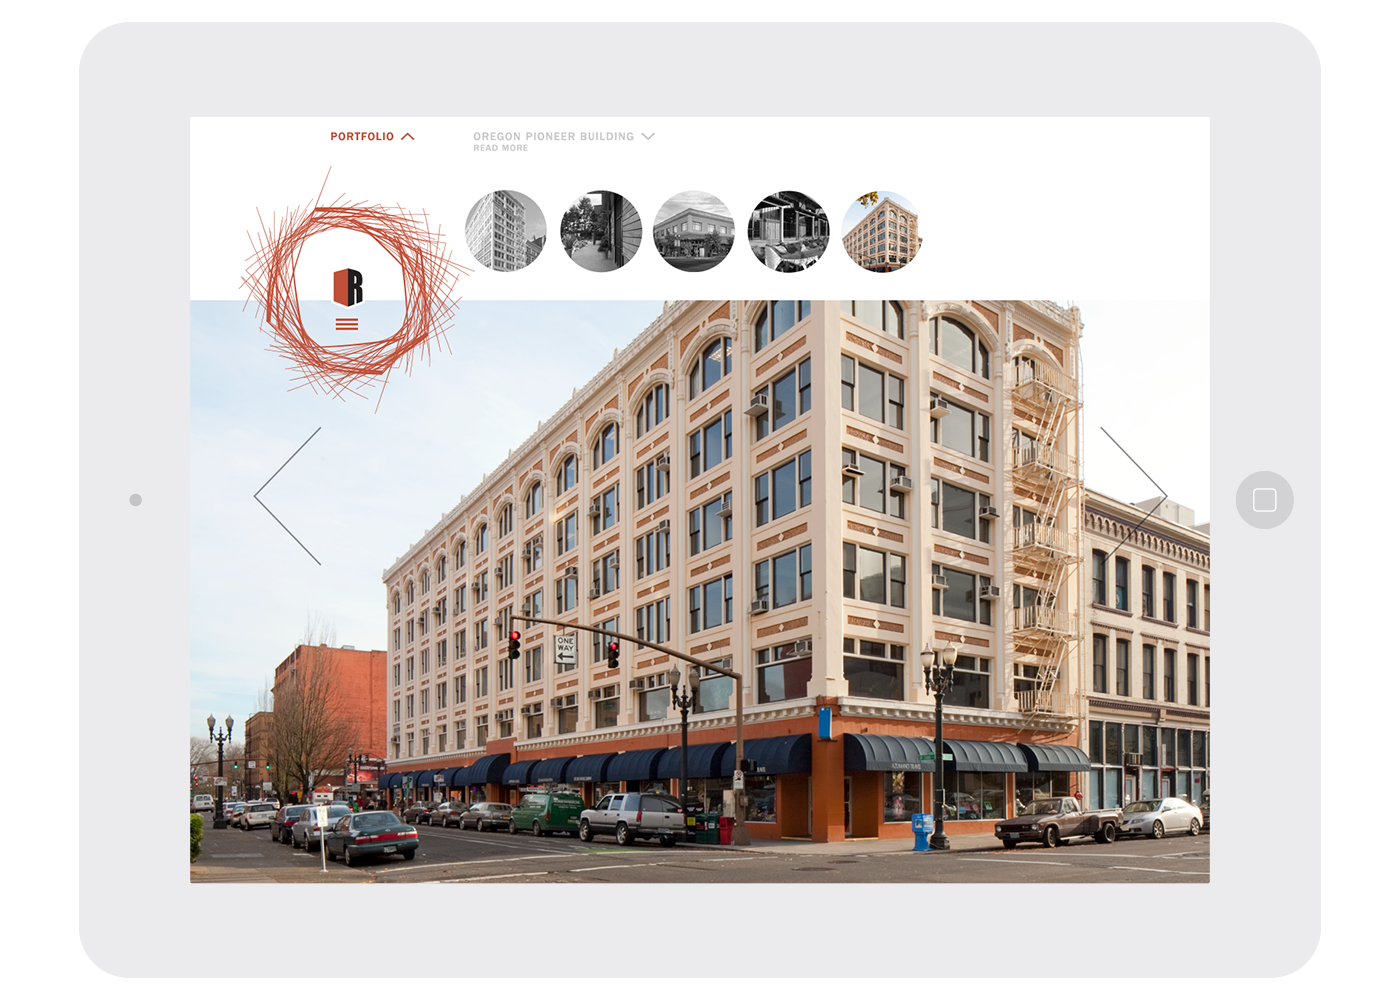 PORTFOLIO
OREGON PIONEER BUILDING
READ MORE
R
ONE
WAY